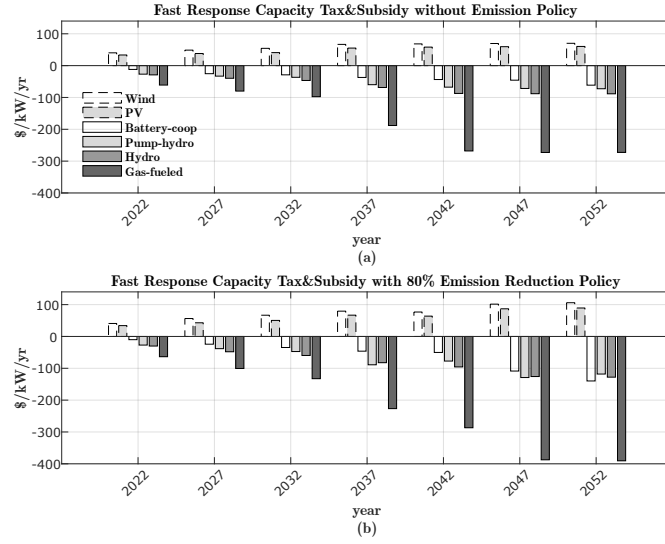 Fast Response Capacity Tax&Subsidy without Emission Policy
100
0
-100
-200
-300
-400
$/kW/yr
Wind
PV
Battery-coop
Pump-hydro
Hydro
Gas-fueled
2022
2027
2032
2037
2042
2047
2052
year
(a)
Fast Response Capacity Tax&Subsidy with 80% Emission Reduction Policy
100
0
-100
-200
-300
-400
$/kW/yr
2022
2027
2032
2037
2042
2047
2052
year
(b)